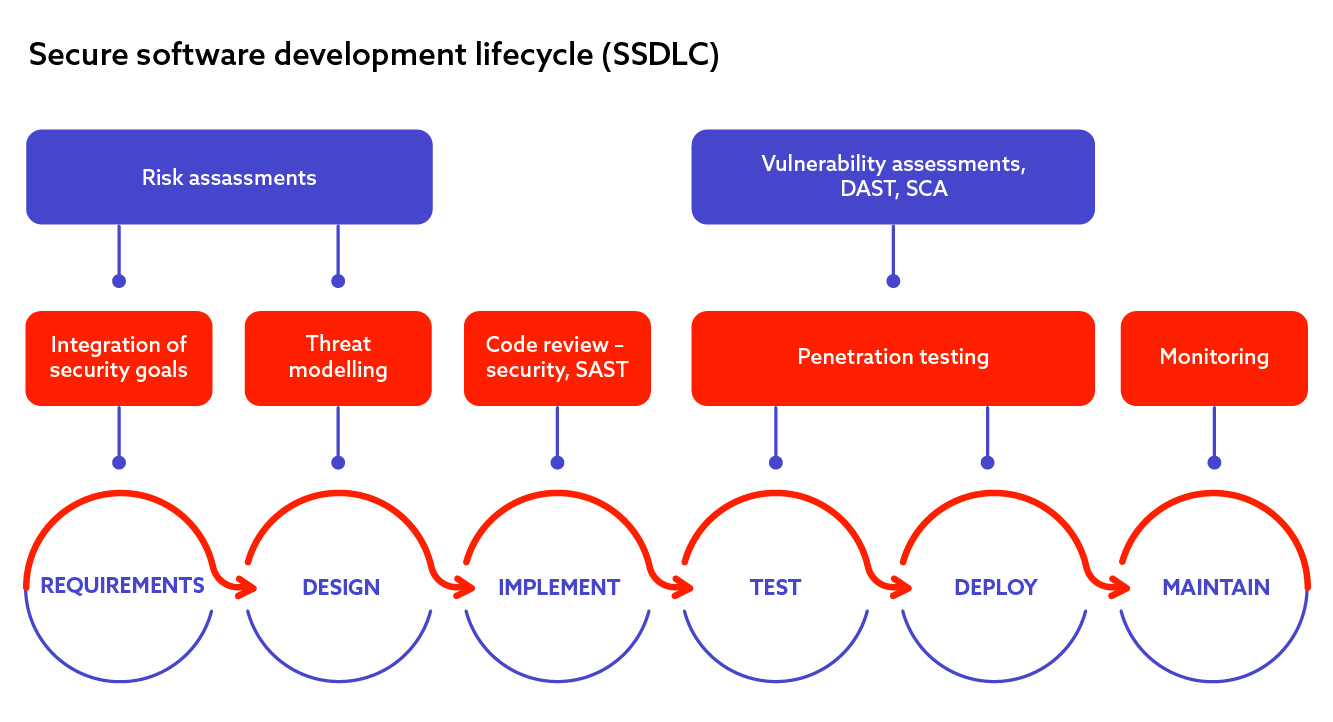 Secure software development lifecycle (SSDLC)
Risk assassments
Vulnerability assessments,
DAST, SCA
Integration of
security goals
Threat
modelling
Code review –
security, SAST
Penetration testing
Monitoring
REQUIREMENTS
DESIGN
IMPLEMENT
TEST
DEPLOY
MAINTAIN